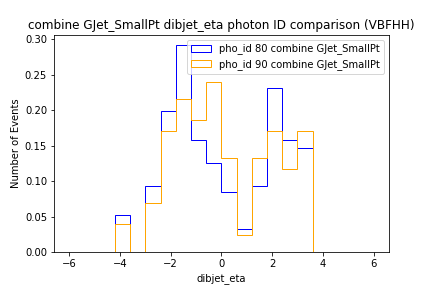 combine GJet_SmallPt dibjet_eta photon ID comparison (VBFHH)
pho_id 80 combine GJet_SmallPt
pho_id 90 combine GJet_SmallPt
Number of Events
0.30
0.25
0.20
0.15
0.10
0.05
0.00
−6 −4 −2 0 2 4 6
dibjet_eta